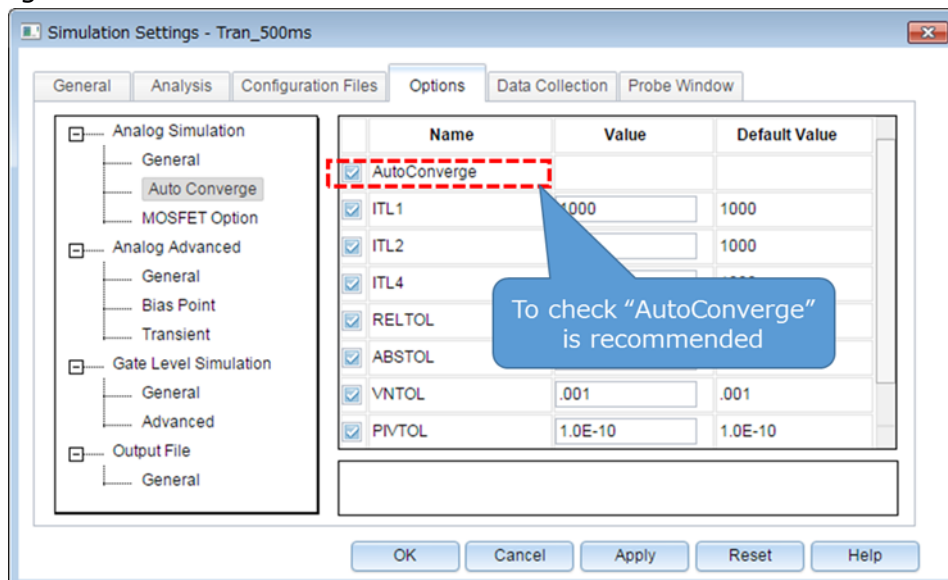 Simulation Settings - Tran_500ms
General Analysis Configuration Files Options Data Collection Probe Window
Analog Simulation
General
Auto Converge
MOSFET Option
Analog Advanced
General
Bias Point
Transient
Gate Level Simulation
General
Advanced
Output File
General
Name Value Default Value
AutoConverge
ITL1 1000 1000
ITL2 1000
ITL4
RELTOL
ABSTOL
VNTOL .001 .001
PIVTOL 1.0E-10 1.0E-10
To check “AutoConverge”
is recommended
OK Cancel Apply Reset Help